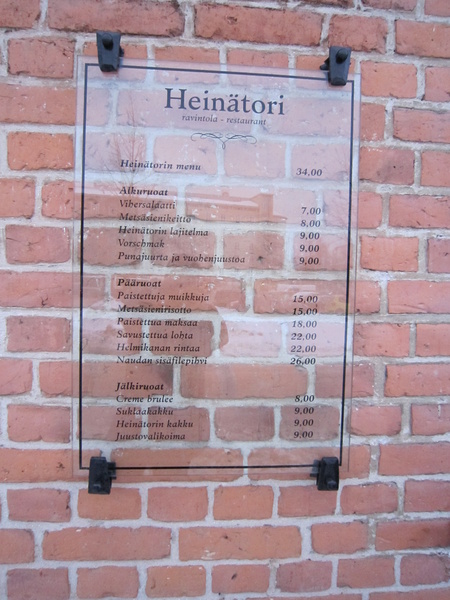 Heinätori
ravintola - restaurant
Heinätorin menu 34,00
Alkuruoat
Vihersalaatti 7,00
Metsäsienikeitto 8,00
Heinätorin lajitelma 9,00
Vorschmak 9,00
Punajuurta ja vuohenjuustoa 9,00
Pääruoat
Paistettuja muikkuja 15,00
Metsäsienirisotto 15,00
Paistettua maksaa 18,00
Savustettua lohta 22,00
Helmikanan rintaa 22,00
Naudan sisäfilepihvi 26,00
Jälkiruoat
Creme brulee 8,00
Suklaakakku 9,00
Heinätorin kakku 9,00
Juustovalikoima 9,00